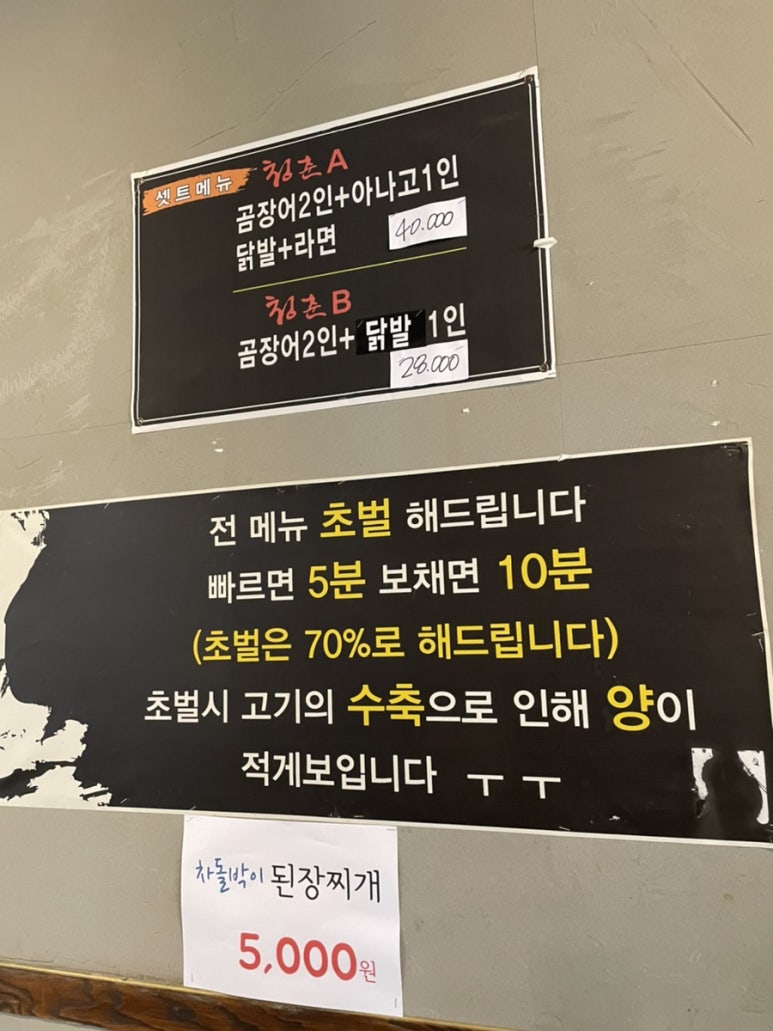 셋트메뉴 청춘 A
곰장어2인+아나고1인
닭발+라면 40.000
청춘 B
곰장어2인+ 닭발 1인
28.000
전 메뉴 초벌 해드립니다
빠르면 5분 보채면 10분
(초벌은 70%로 해드립니다)
초벌시 고기의 수축으로 인해 양이
적게보입니다 ㅜ ㅜ
차돌박이 된장찌개
5,000원